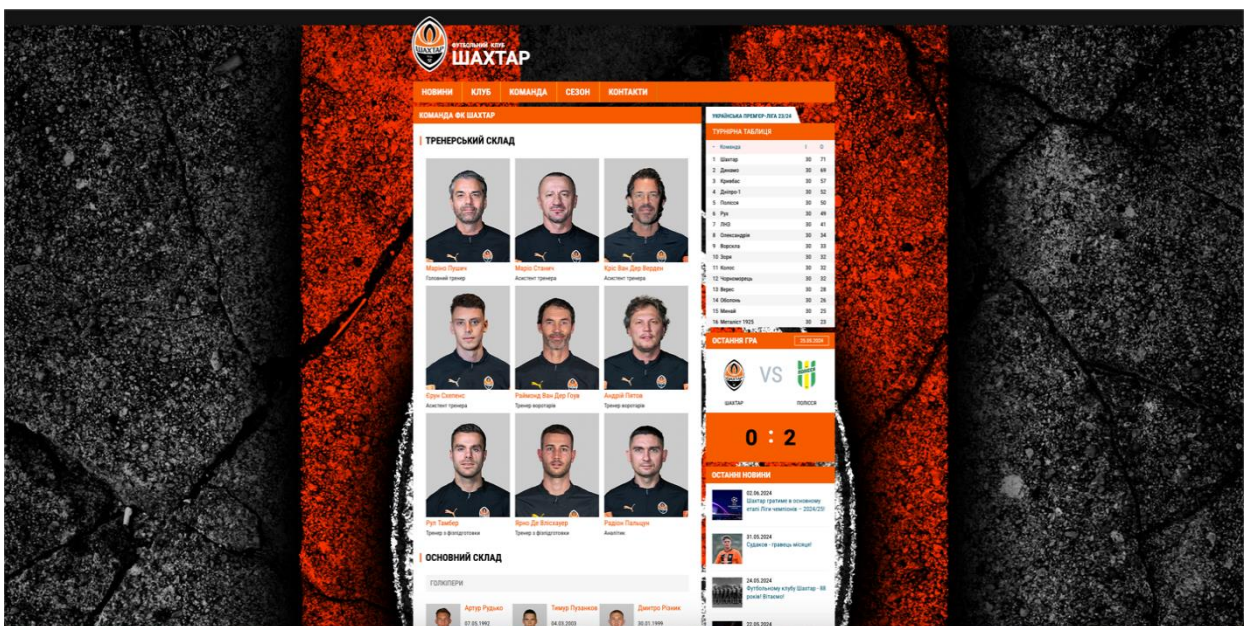 ШАХТАР
ФУТБОЛЬНИЙ КЛУБ
ШАХТАР
НОВИНИ КЛУБ КОМАНДА СЕЗОН КОНТАКТИ
КОМАНДА ФК ШАХТАР
ТРЕНЕРСЬКИЙ СКЛАД
Маріно Пушич
Головний тренер
Маріо Станич
Асистент тренера
Кріс Ван Дер Верден
Асистент тренера
Єрун Схепенс
Асистент тренера
Раймонд Ван Дер Гоув
Тренер воротарів
Андрій Пятов
Тренер воротарів
Руп Тамбер
Тренер з фізпідготовки
Ярно Де Вісхауер
Тренер з фізпідготовки
Радіон Пальцун
Аналітик
ОСНОВНИЙ СКЛАД
ГОЛКІПЕРИ
Артур Рудько
07.05.1992
Тимур Пузанков
04.03.2003
Дмитро Різник
30.01.1999
УКРАЇНСЬКА ПРЕМ'ЄР-ЛІГА 23/24
ТУРНІРНА ТАБЛИЦЯ
- Команда І О
1 Шахтар 30 71
2 Динамо 30 69
3 Кривбас 30 57
4 Дніпро-1 30 52
5 Полісся 30 50
6 Рух 30 49
7 ЛНЗ 30 41
8 Олександрія 30 34
9 Ворскла 30 33
10 Зоря 30 32
11 Колос 30 32
12 Чорноморець 30 32
13 Верес 30 28
14 Оболонь 30 26
15 Минай 30 25
16 Металіст 1925 30 23
ОСТАННЯ ГРА 25.05.2024
VS
ШАХТАР ПОЛІССЯ
0 : 2
ОСТАННІ НОВИНИ
02.06.2024
Шахтар гратиме в основному
етапі Ліги чемпіонів – 2024/25!
31.05.2024
Судаков - гравець місяця!
24.05.2024
Футбольному клубу Шахтар - 88
років! Вітаємо!
22.05.2024